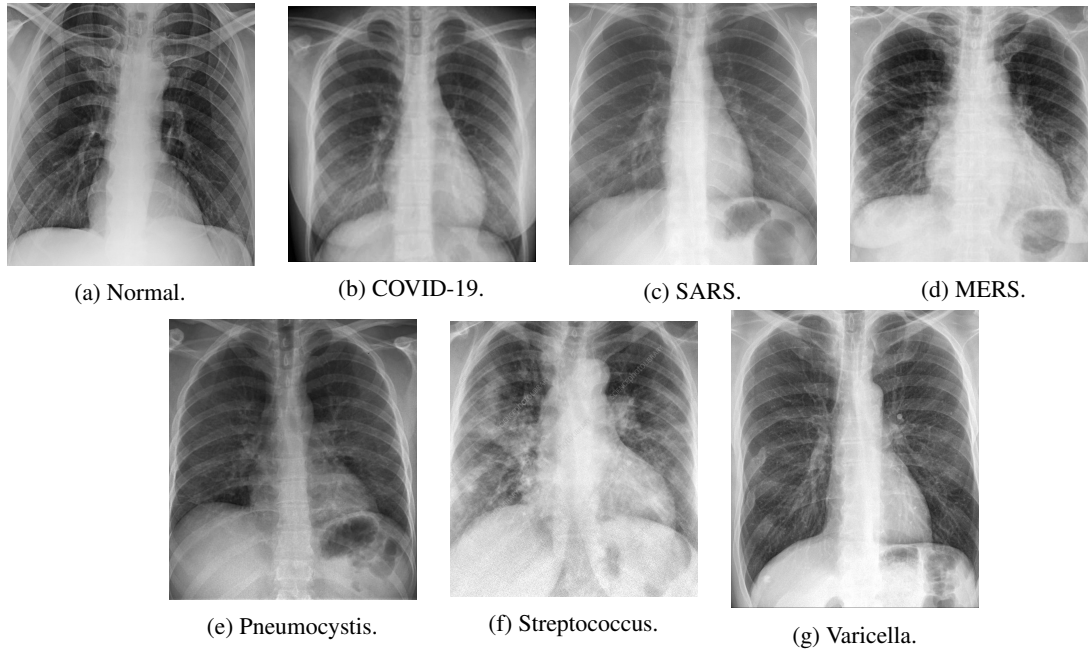 (a) Normal.
(b) COVID-19.
(c) SARS.
(d) MERS.
(e) Pneumocystis.
(f) Streptococcus.
(g) Varicella.